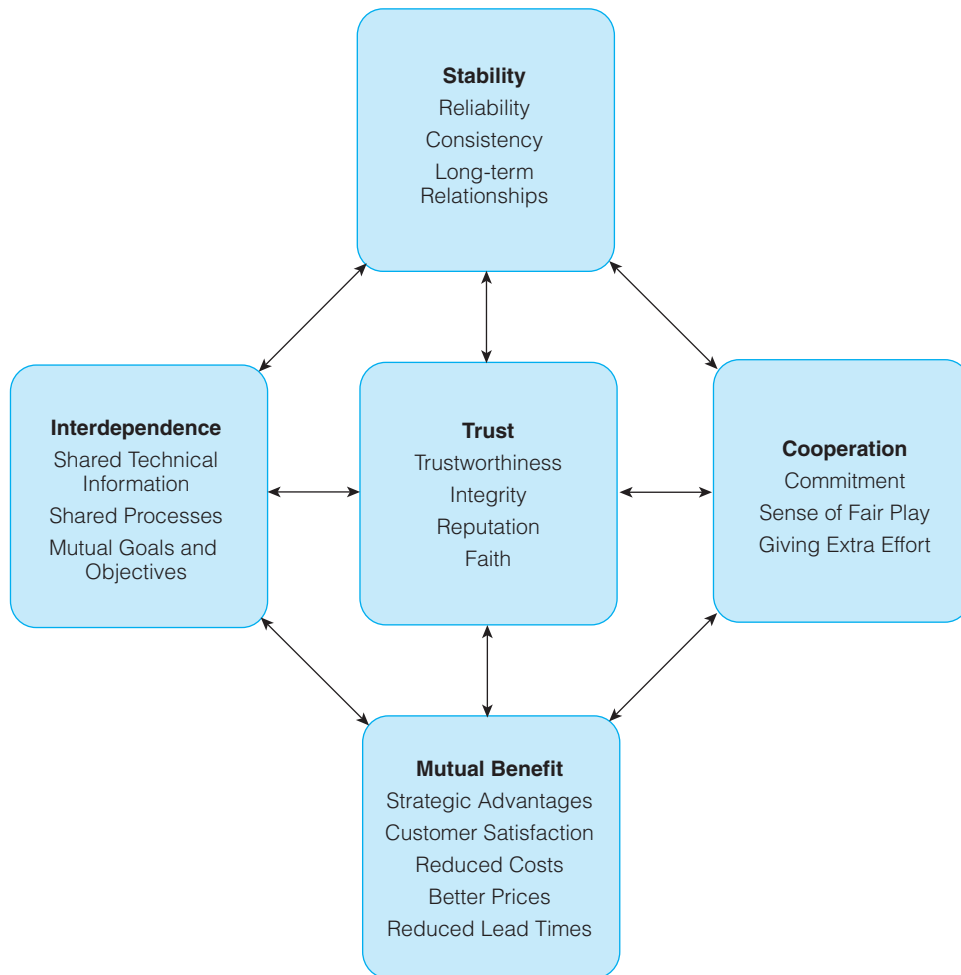 Stability
Reliability
Consistency
Long-term
Relationships
Interdependence
Shared Technical
Information
Shared Processes
Mutual Goals and
Objectives
Trust
Trustworthiness
Integrity
Reputation
Faith
Cooperation
Commitment
Sense of Fair Play
Giving Extra Effort
Mutual Benefit
Strategic Advantages
Customer Satisfaction
Reduced Costs
Better Prices
Reduced Lead Times